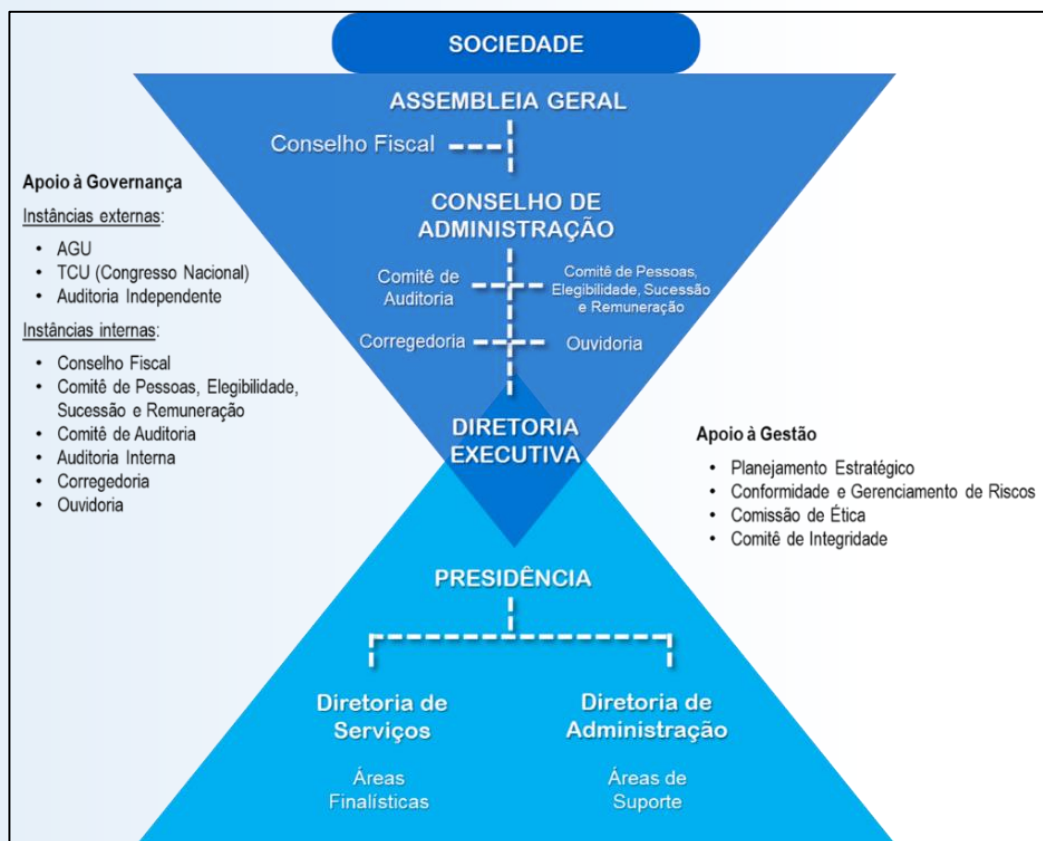 SOCIEDADE
ASSEMBLEIA GERAL
Conselho Fiscal
CONSELHO DE
ADMINISTRAÇÃO
Comitê de
Auditoria
Comitê de Pessoas,
Elegibilidade, Sucessão
e Remuneração
Corregedoria
Ouvidoria
DIRETORIA
EXECUTIVA
PRESIDÊNCIA
Diretoria de
Serviços
Áreas
Finalísticas
Diretoria de
Administração
Áreas de
Suporte
Apoio à Governança
Instâncias externas:
• AGU
• TCU (Congresso Nacional)
• Auditoria Independente
Instâncias internas:
• Conselho Fiscal
• Comitê de Pessoas, Elegibilidade,
Sucessão e Remuneração
• Comitê de Auditoria
• Auditoria Interna
• Corregedoria
• Ouvidoria
Apoio à Gestão
• Planejamento Estratégico
• Conformidade e Gerenciamento de Riscos
• Comissão de Ética
• Comitê de Integridade